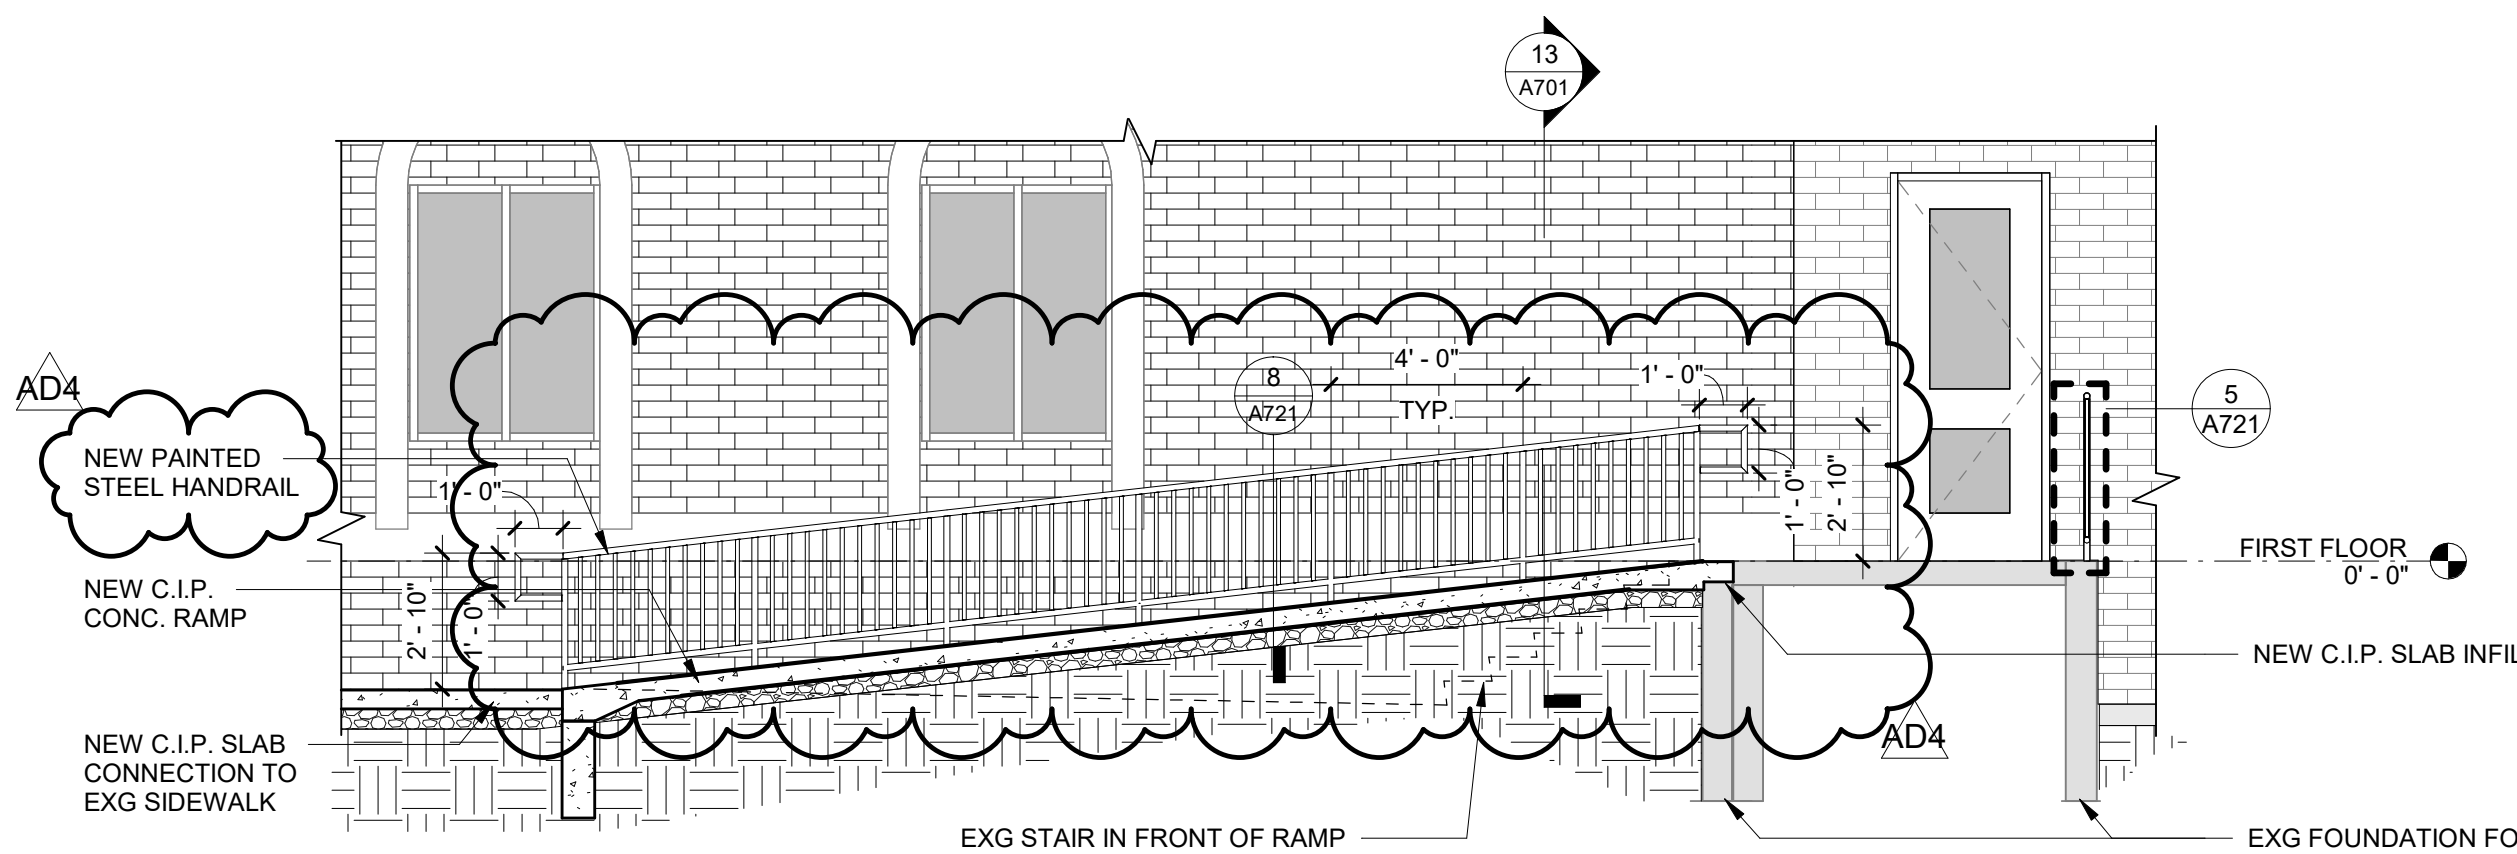 13
A701
4' - 0"
TYP.
8
A721
1' - 0"
5
A721
AD4
NEW PAINTED
STEEL HANDRAIL
1' - 0"
1' - 0"
2' - 10"
FIRST FLOOR
0' - 0"
NEW C.I.P.
CONC. RAMP
2' - 10"
1' - 0"
NEW C.I.P. SLAB INFIL
NEW C.I.P. SLAB
CONNECTION TO
EXG SIDEWALK
AD4
EXG STAIR IN FRONT OF RAMP
EXG FOUNDATION FO